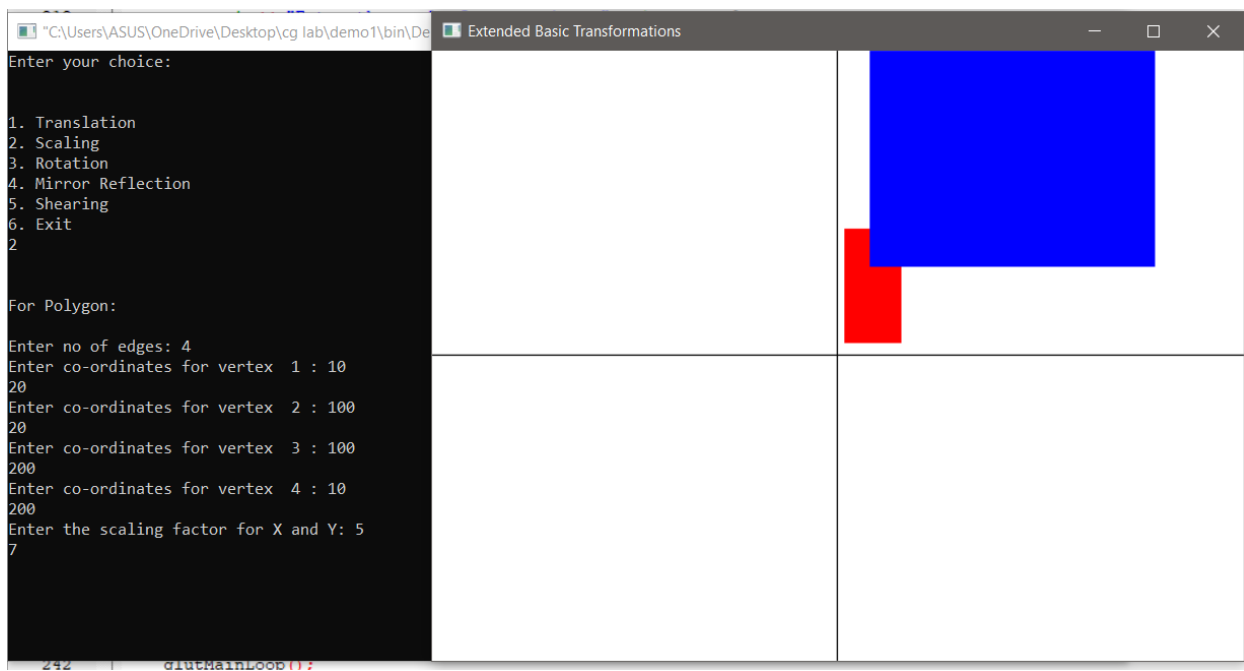 "C:\Users\ASUS\OneDrive\Desktop\cg lab\demo1\bin\De
Extended Basic Transformations
Enter your choice:
1. Translation
2. Scaling
3. Rotation
4. Mirror Reflection
5. Shearing
6. Exit
2
For Polygon:
Enter no of edges: 4
Enter co-ordinates for vertex  1 : 10
20
Enter co-ordinates for vertex  2 : 100
20
Enter co-ordinates for vertex  3 : 100
200
Enter co-ordinates for vertex  4 : 10
200
Enter the scaling factor for X and Y: 5
7
242 glutMainLoop();